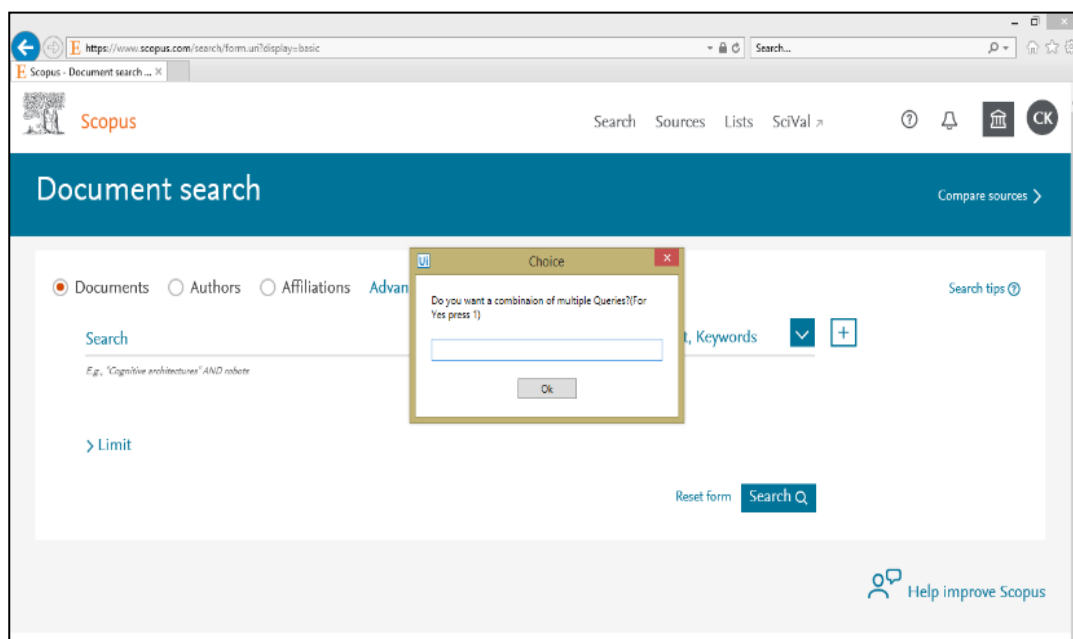 https://www.scopus.com/search/form.uri?display=basic
Search...
Scopus - Document search ...
Scopus
Search Sources Lists SciVal
CK
Document search
Compare sources
Ui Choice
Documents Authors Affiliations Advan
Search tips
Do you want a combinaion of multiple Queries?(For
Yes press 1)
Search
t, Keywords
E.g., "Cognitive architectures" AND robots
Ok
Limit
Reset form Search
Help improve Scopus